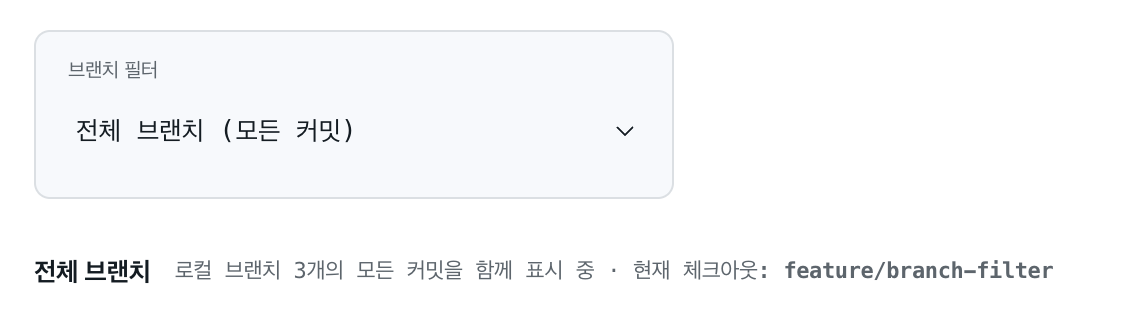 브랜치 필터
전체 브랜치 (모든 커밋)
전체 브랜치 로컬 브랜치 3개의 모든 커밋을 함께 표시 중 · 현재 체크아웃: feature/branch-filter